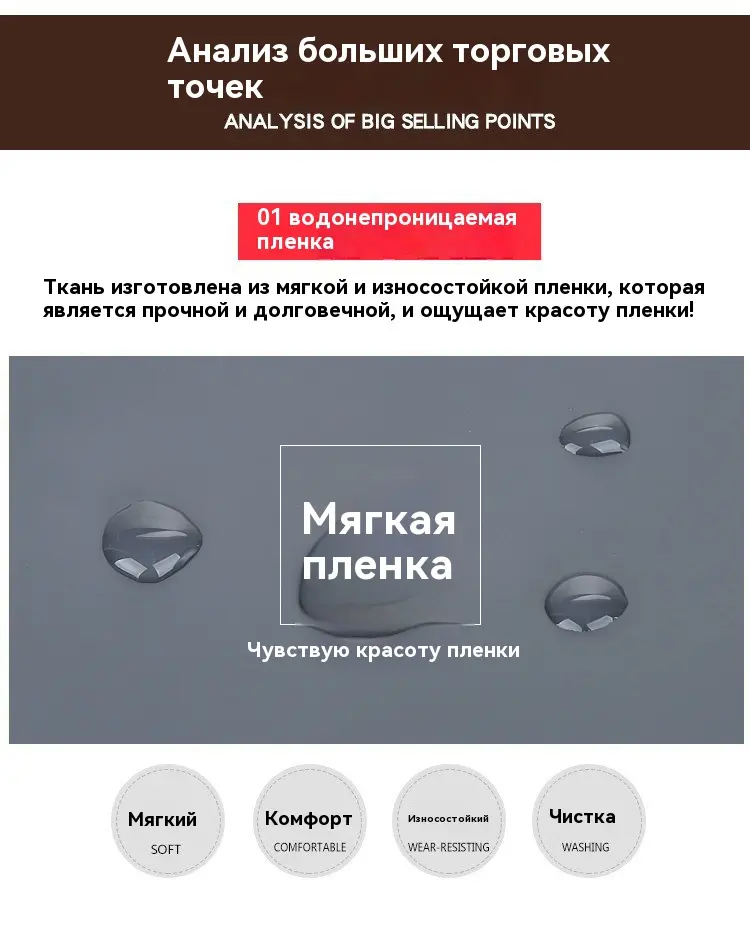 Анализ больших торговых
точек
ANALYSIS OF BIG SELLING POINTS
01 водонепроницаемая
пленка
Ткань изготовлена из мягкой и износостойкой пленки, которая
является прочной и долговечной, и ощущает красоту пленки!
Мягкая
пленка
Чувствую красоту пленки
Мягкий
SOFT
Комфорт
COMFORTABLE
Износостойкий
WEAR-RESISTING
Чистка
WASHING